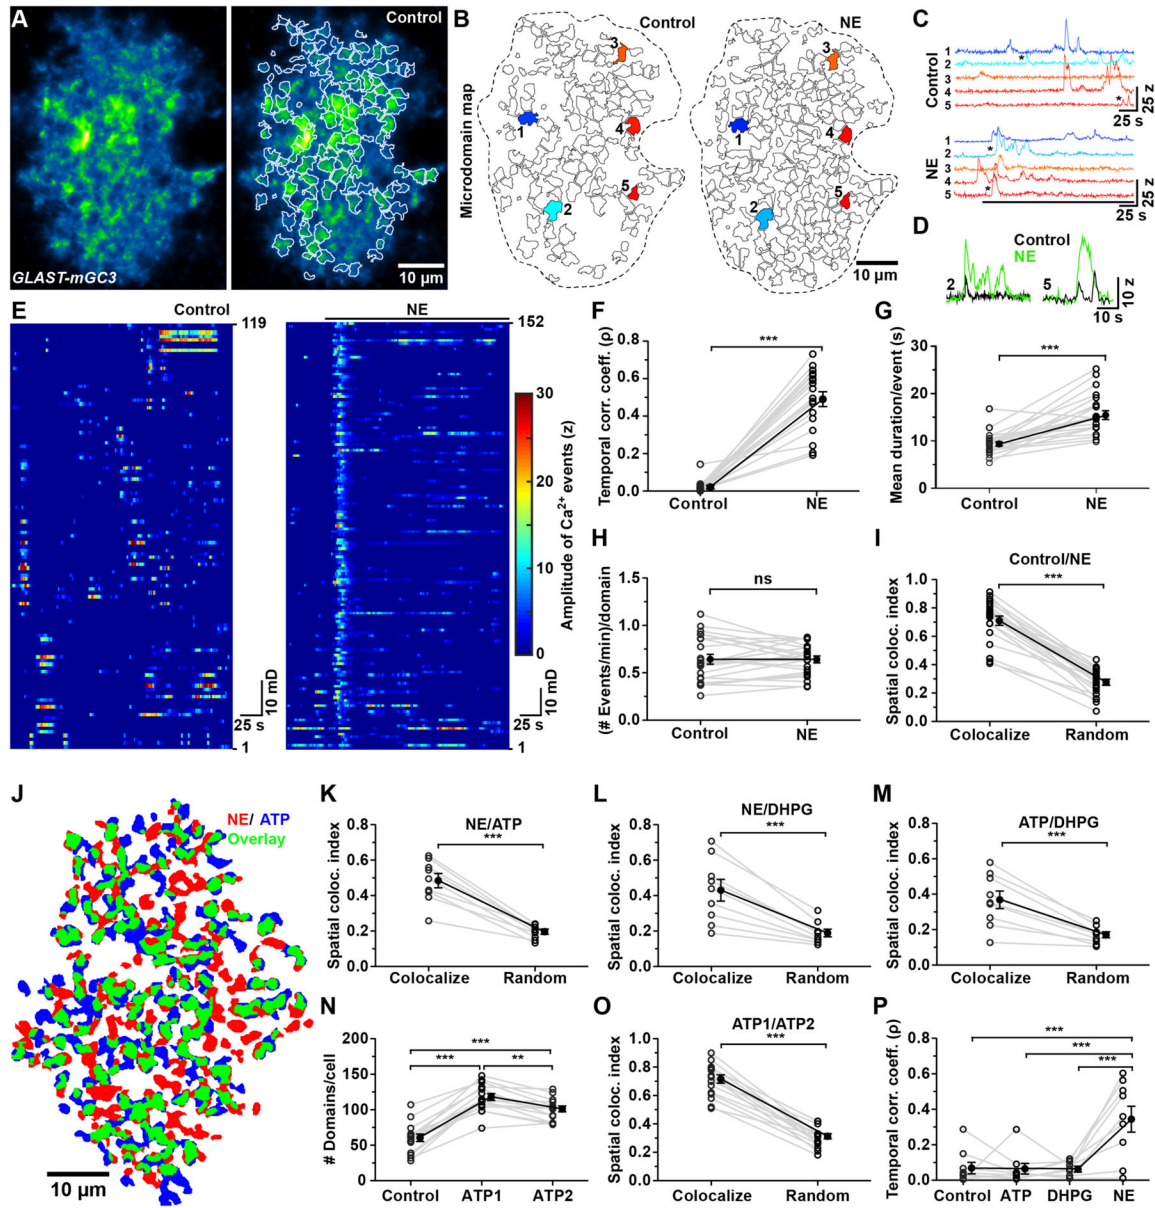 A
Control
GLAST-mGC3
10 µm
B
Control
NE
Microdomain map
1
2
3
4
5
1
2
3
4
5
10 µm
C
Control
1
2
3
4
5
*
*
25 s
25 z
NE
1
2
3
4
5
*
*
25 s
25 z
D
Control
NE
2
5
10 s
10 z
E
Control
119
25 s
10 mD
1
NE
152
25 s
10 mD
1
30
20
10
0
Amplitude of Ca2+ events (z)
F
Temporal corr. coeff. (ρ)
0.8
0.6
0.4
0.2
0.0
***
Control NE
G
Mean duration/event (s)
30
20
10
0
***
Control NE
H
(# Events/min)/domain
1.5
1.0
0.5
0.0
ns
Control NE
I
Control/NE
Spatial coloc. index
1.0
0.8
0.6
0.4
0.2
0.0
***
Colocalize Random
J
NE/ ATP
Overlay
10 µm
K
NE/ATP
***
Spatial coloc. index
0.8
0.6
0.4
0.2
0.0
Colocalize Random
L
NE/DHPG
***
Spatial coloc. index
0.8
0.6
0.4
0.2
0.0
Colocalize Random
M
ATP/DHPG
***
Spatial coloc. index
0.8
0.6
0.4
0.2
0.0
Colocalize Random
N
# Domains/cell
200
150
100
50
0
***
***
**
Control ATP1 ATP2
O
ATP1/ATP2
***
Spatial coloc. index
1.0
0.8
0.6
0.4
0.2
0.0
Colocalize Random
P
Temporal corr. coeff. (ρ)
0.8
0.6
0.4
0.2
0.0
***
***
***
Control ATP DHPG NE